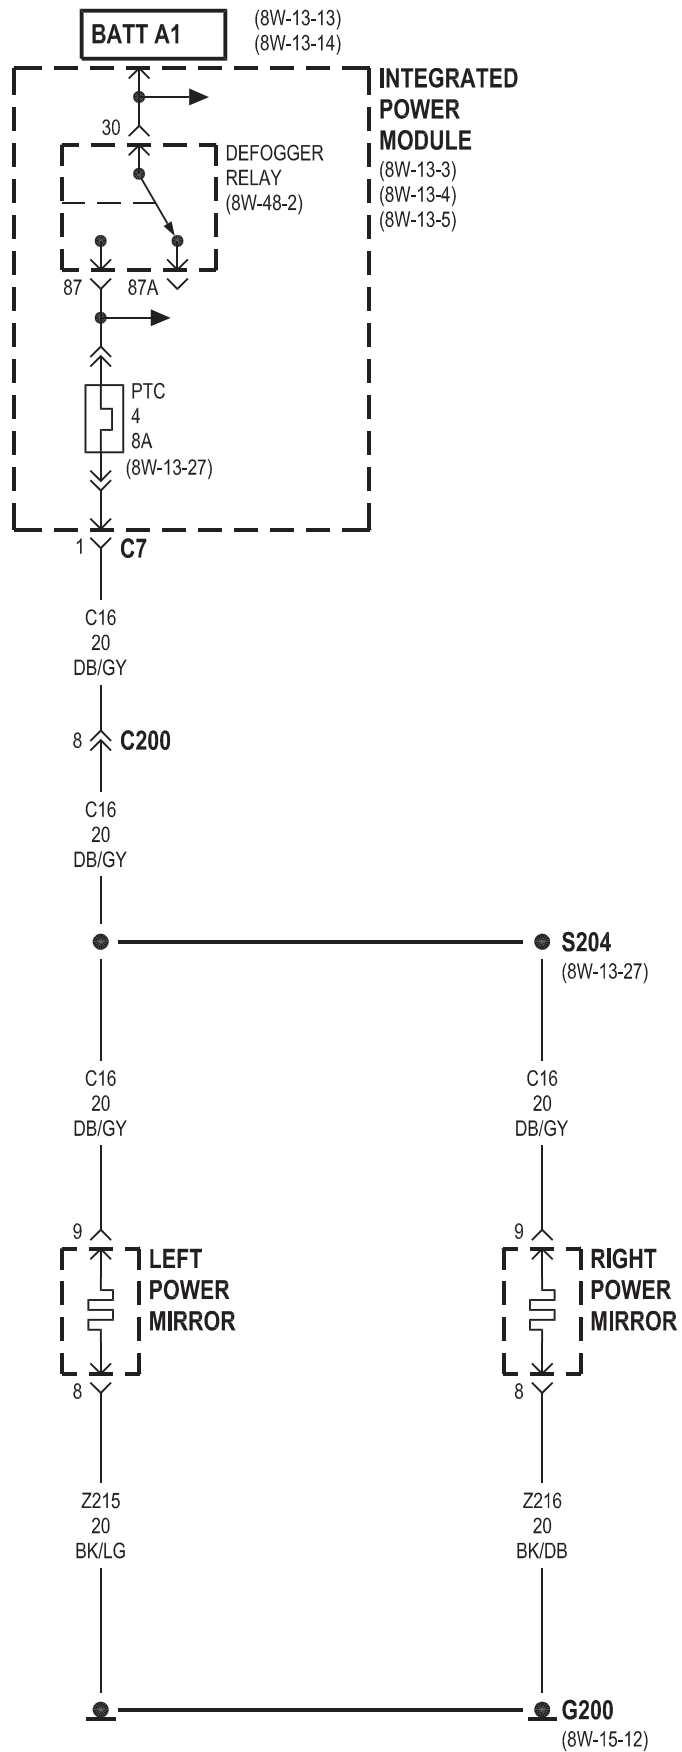 BATT A1
(8W-13-13)
(8W-13-14)
INTEGRATED
POWER
MODULE
(8W-13-3)
(8W-13-4)
(8W-13-5)
30
DEFOGGER
RELAY
(8W-48-2)
87
87A
PTC
4
8A
(8W-13-27)
1
C7
C16
20
DB/GY
8
C200
C16
20
DB/GY
S204
(8W-13-27)
C16
20
DB/GY
C16
20
DB/GY
9
LEFT
POWER
MIRROR
8
9
RIGHT
POWER
MIRROR
8
Z215
20
BK/LG
Z216
20
BK/DB
G200
(8W-15-12)